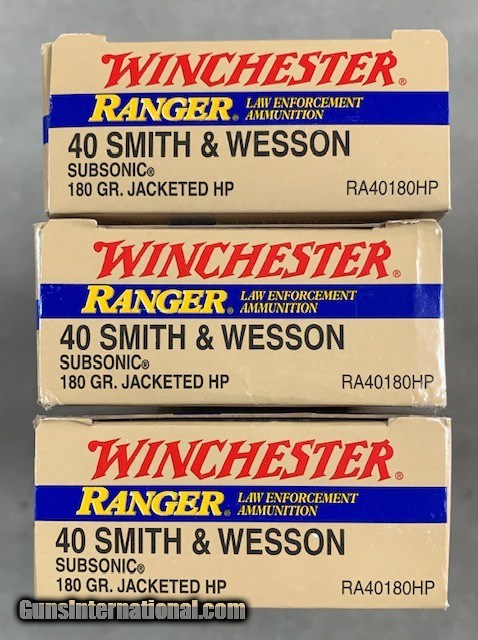 WINCHESTER®
RANGER® LAW ENFORCEMENT AMMUNITION
40 SMITH & WESSON
SUBSONIC®
180 GR. JACKETED HP RA40180HP
WINCHESTER®
RANGER® LAW ENFORCEMENT AMMUNITION
40 SMITH & WESSON
SUBSONIC®
180 GR. JACKETED HP RA40180HP
WINCHESTER®
RANGER® LAW ENFORCEMENT AMMUNITION
40 SMITH & WESSON
SUBSONIC®
180 GR. JACKETED HP RA40180HP
GunsInternational.com